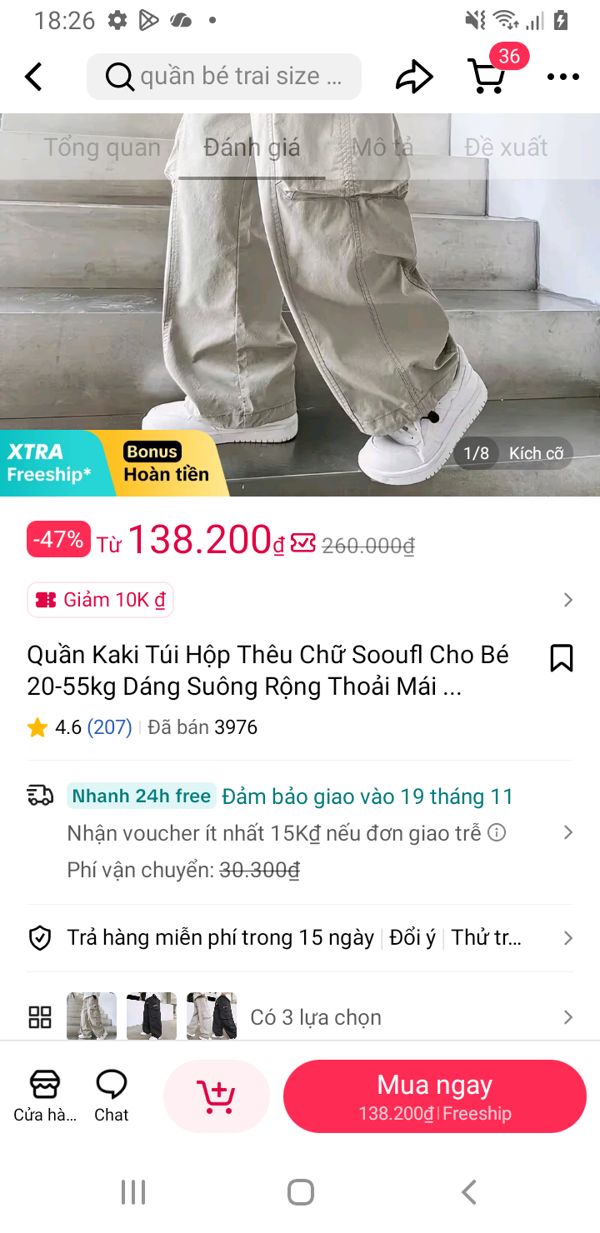 18:26
36
quần bé trai size ...
Tổng quan
Đánh giá
Mô tả
Đề xuất
XTRA
Freeship*
Bonus
Hoàn tiền
1/8 Kích cỡ
-47% Từ 138.200₫ 260.000₫
Giảm 10K ₫
Quần Kaki Túi Hộp Thêu Chữ Sooufl Cho Bé
20-55kg Dáng Suông Rộng Thoải Mái ...
4.6 (207) Đã bán 3976
Nhanh 24h free Đảm bảo giao vào 19 tháng 11
Nhận voucher ít nhất 15K₫ nếu đơn giao trễ
Phí vận chuyển: 30.300₫
Trả hàng miễn phí trong 15 ngày | Đổi ý | Thử tr...
Có 3 lựa chọn
Cửa hà...
Chat
Mua ngay
138.200₫ | Freeship